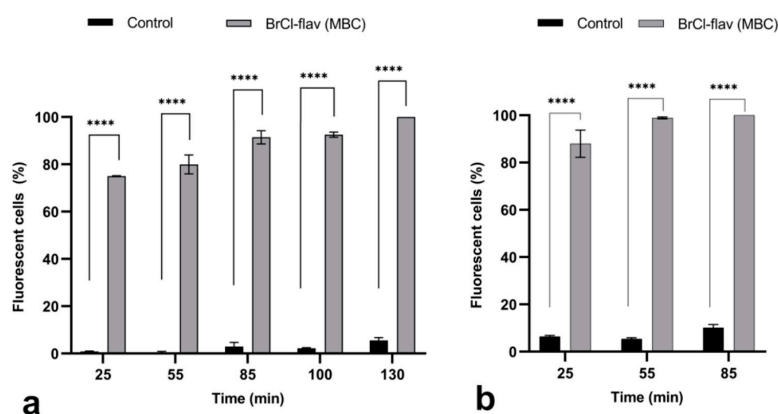 Control
BrCl-flav (MBC)
****
****
****
****
****
100
80
60
40
20
0
Fluorescent cells (%)
25
55
85
100
130
Time (min)
a
Control
BrCl-flav (MBC)
****
****
****
100
80
60
40
20
0
Fluorescent cells (%)
25
55
85
Time (min)
b